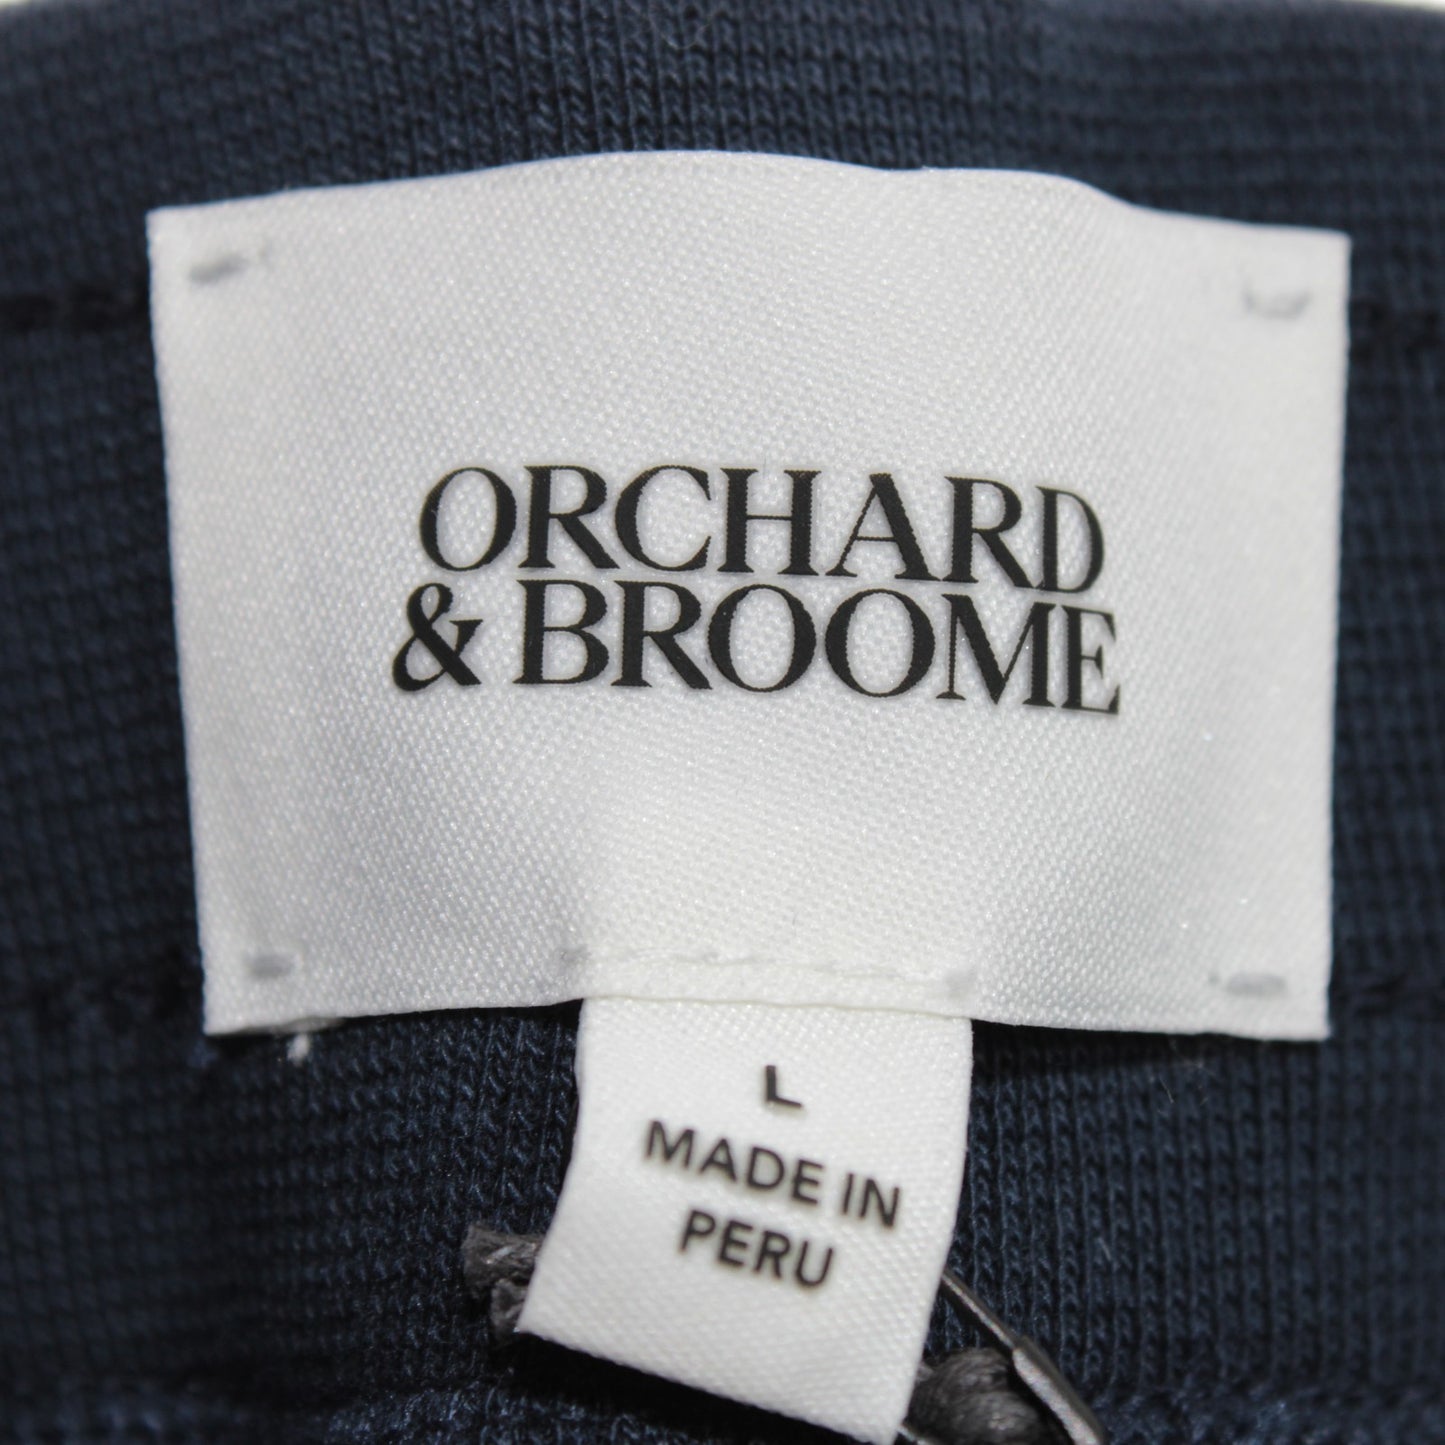 ORCHARD
& BROOME
L
MADE IN
PERU